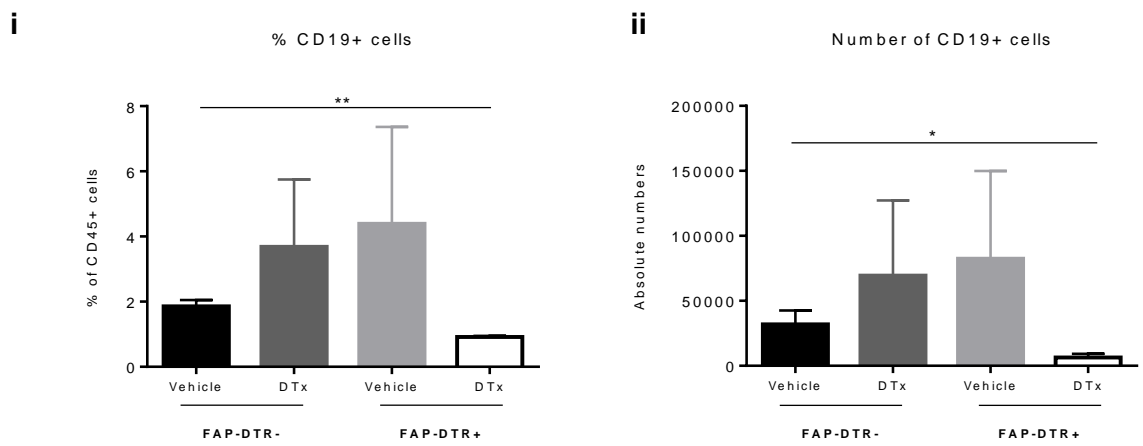 i
% CD19+ cells
% of CD45+ cells
8
6
4
2
0
**
Vehicle DTx Vehicle DTx
FAP-DTR- FAP-DTR+
ii
Number of CD19+ cells
Absolute numbers
200000
150000
100000
50000
0
*
Vehicle DTx Vehicle DTx
FAP-DTR- FAP-DTR+